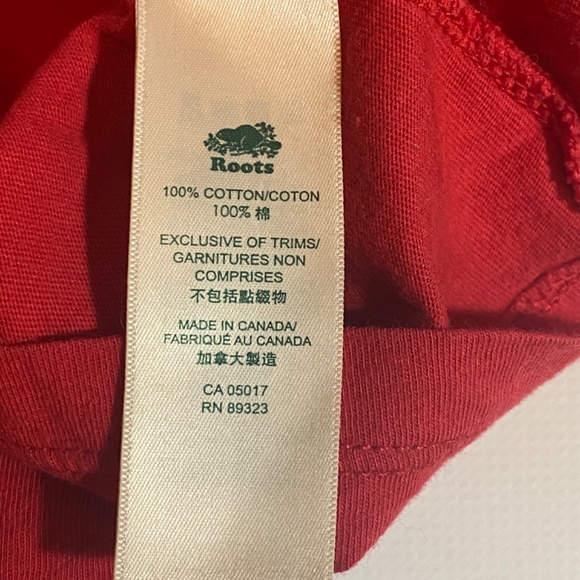 Roots
100% COTTON/COTON
100% 棉
EXCLUSIVE OF TRIMS/
GARNITURES NON
COMPRISES
不包括點綴物
MADE IN CANADA/
FABRIQUÉ AU CANADA
加拿大製造
CA 05017
RN 89323